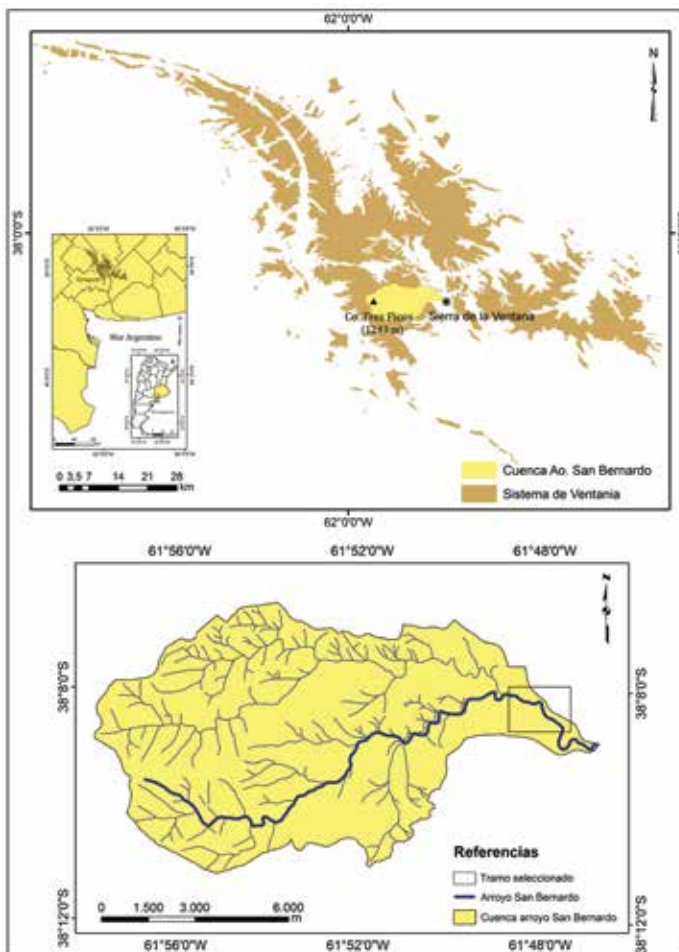 62°0'0"W
N
38°0'0"S
Co. Tres Picos
Sierra de la Ventana
Mar Argentino
0 3,5 7 14 21 28
km
Cuenca Ao. San Bernardo
Sistema de Ventania
62°0'0"W
61°56'0"W
61°52'0"W
61°48'0"W
38°8'0"S
38°8'0"S
Referencias
Tramo seleccionado
Arroyo San Bernardo
Cuenca arroyo San Bernardo
0 1.500 3.000 6.000
m
38°12'0"S
38°12'0"S
61°56'0"W
61°52'0"W
61°48'0"W